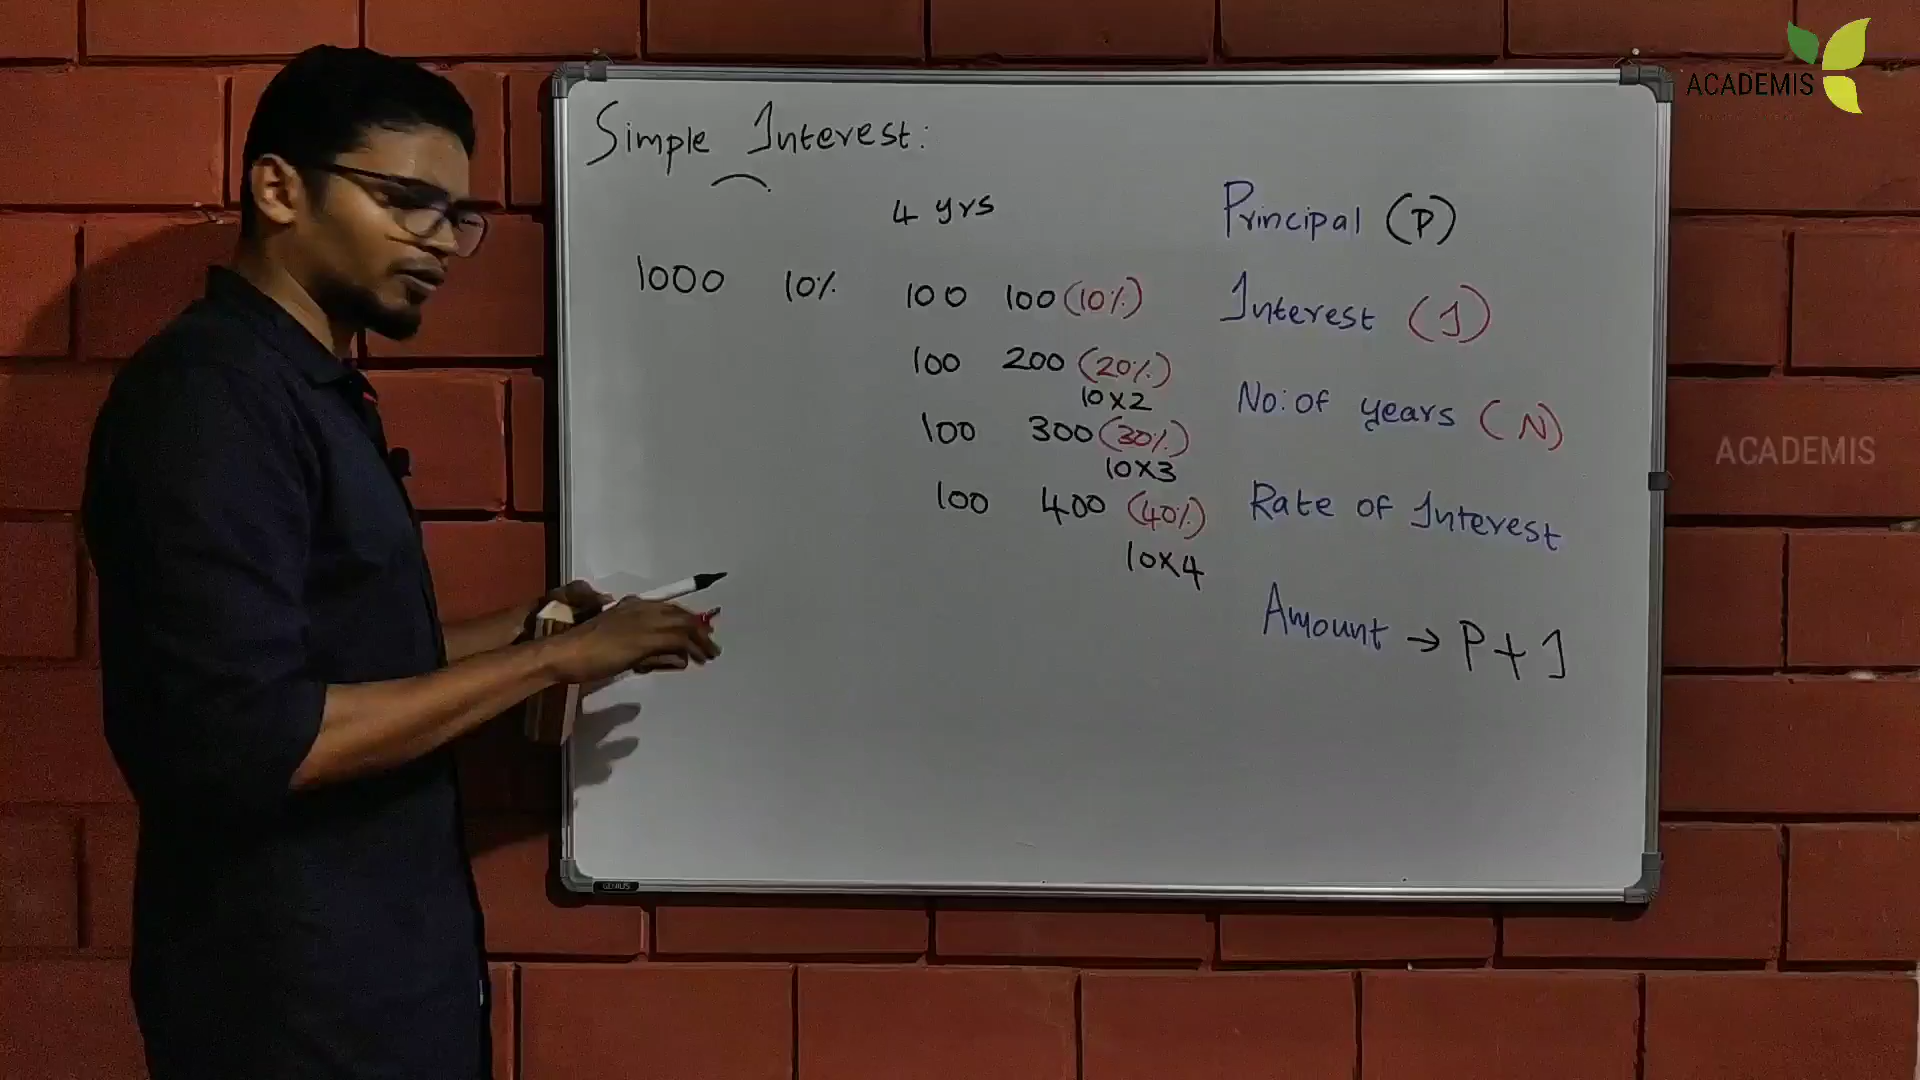 ACADEMIS
Simple Interest:
4 yrs
1000 10% 100 100 (10%)
100 200 (20%)
10x2
100 300 (30%)
10x3
100 400 (40%)
10x4
Principal (P)
Interest (I)
No: of years (N)
Rate of Interest
Amount → P + I
ACADEMIS
GENIUS